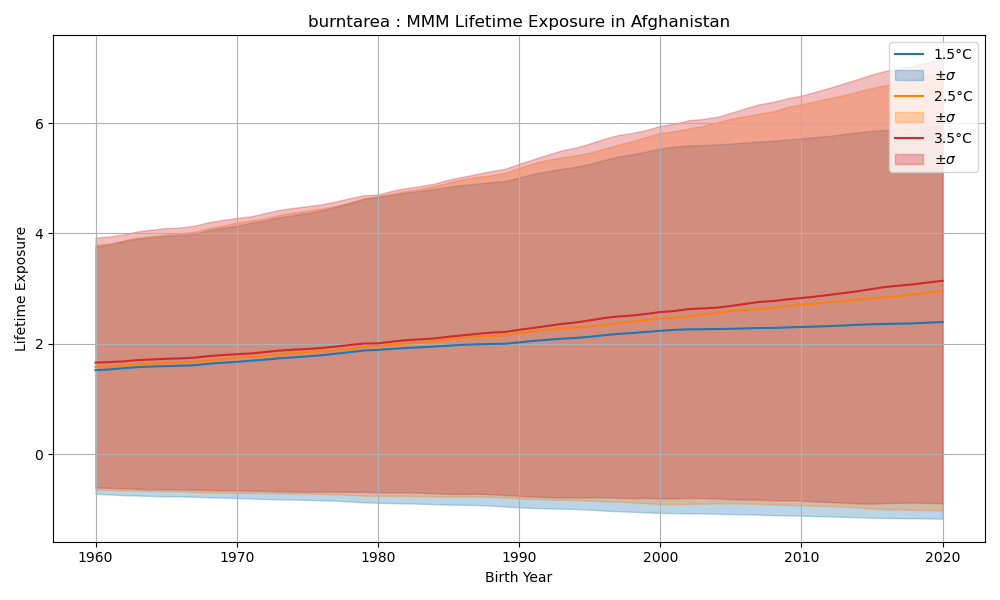 burntarea : MMM Lifetime Exposure in Afghanistan
1.5°C
±σ
2.5°C
±σ
3.5°C
±σ
Lifetime Exposure
6
4
2
0
1960 1970 1980 1990 2000 2010 2020
Birth Year